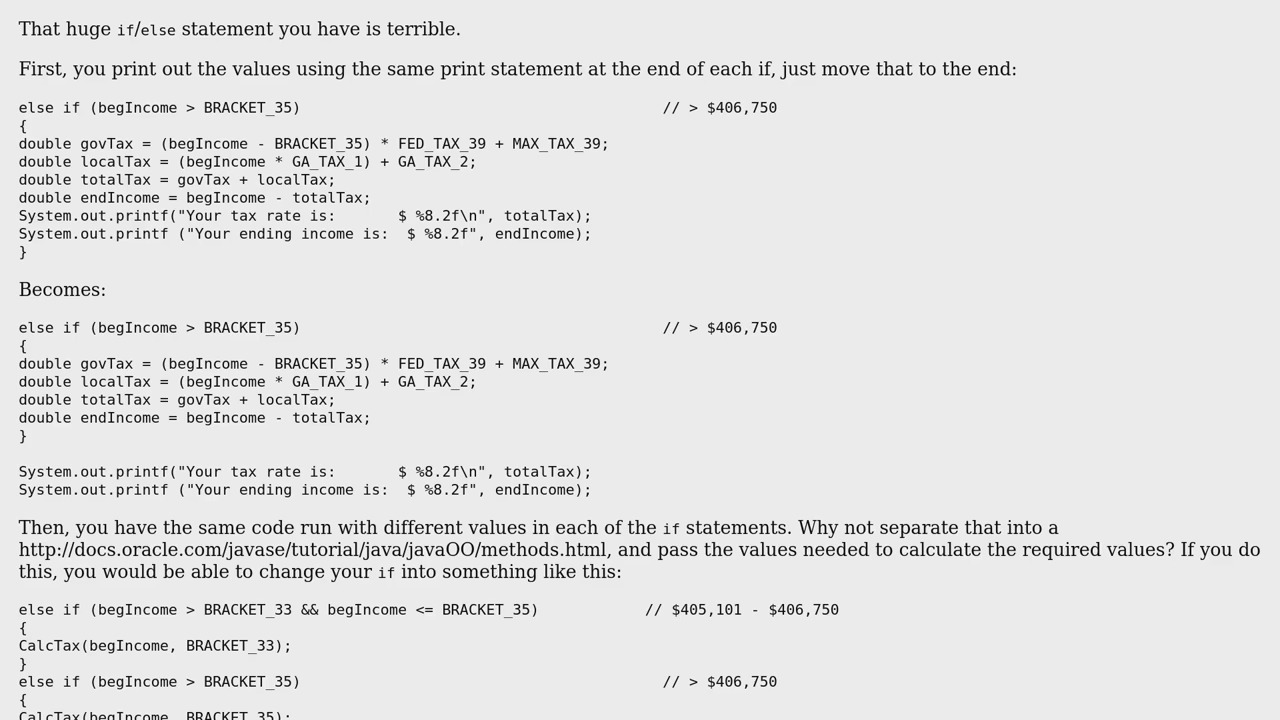 That huge if/else statement you have is terrible.
First, you print out the values using the same print statement at the end of each if, just move that to the end:
else if (begIncome > BRACKET_35)                                         // > $406,750
{
double govTax = (begIncome - BRACKET_35) * FED_TAX_39 + MAX_TAX_39;
double localTax = (begIncome * GA_TAX_1) + GA_TAX_2;
double totalTax = govTax + localTax;
double endIncome = begIncome - totalTax;
System.out.printf("Your tax rate is:       $ %8.2f\n", totalTax);
System.out.printf ("Your ending income is:  $ %8.2f", endIncome);
}
Becomes:
else if (begIncome > BRACKET_35)                                         // > $406,750
{
double govTax = (begIncome - BRACKET_35) * FED_TAX_39 + MAX_TAX_39;
double localTax = (begIncome * GA_TAX_1) + GA_TAX_2;
double totalTax = govTax + localTax;
double endIncome = begIncome - totalTax;
}
System.out.printf("Your tax rate is:       $ %8.2f\n", totalTax);
System.out.printf ("Your ending income is:  $ %8.2f", endIncome);
Then, you have the same code run with different values in each of the if statements. Why not separate that into a
http://docs.oracle.com/javase/tutorial/java/javaOO/methods.html, and pass the values needed to calculate the required values? If you do
this, you would be able to change your if into something like this:
else if (begIncome > BRACKET_33 && begIncome <= BRACKET_35)            // $405,101 - $406,750
{
CalcTax(begIncome, BRACKET_33);
}
else if (begIncome > BRACKET_35)                                         // > $406,750
{
CalcTax(begIncome, BRACKET_35);